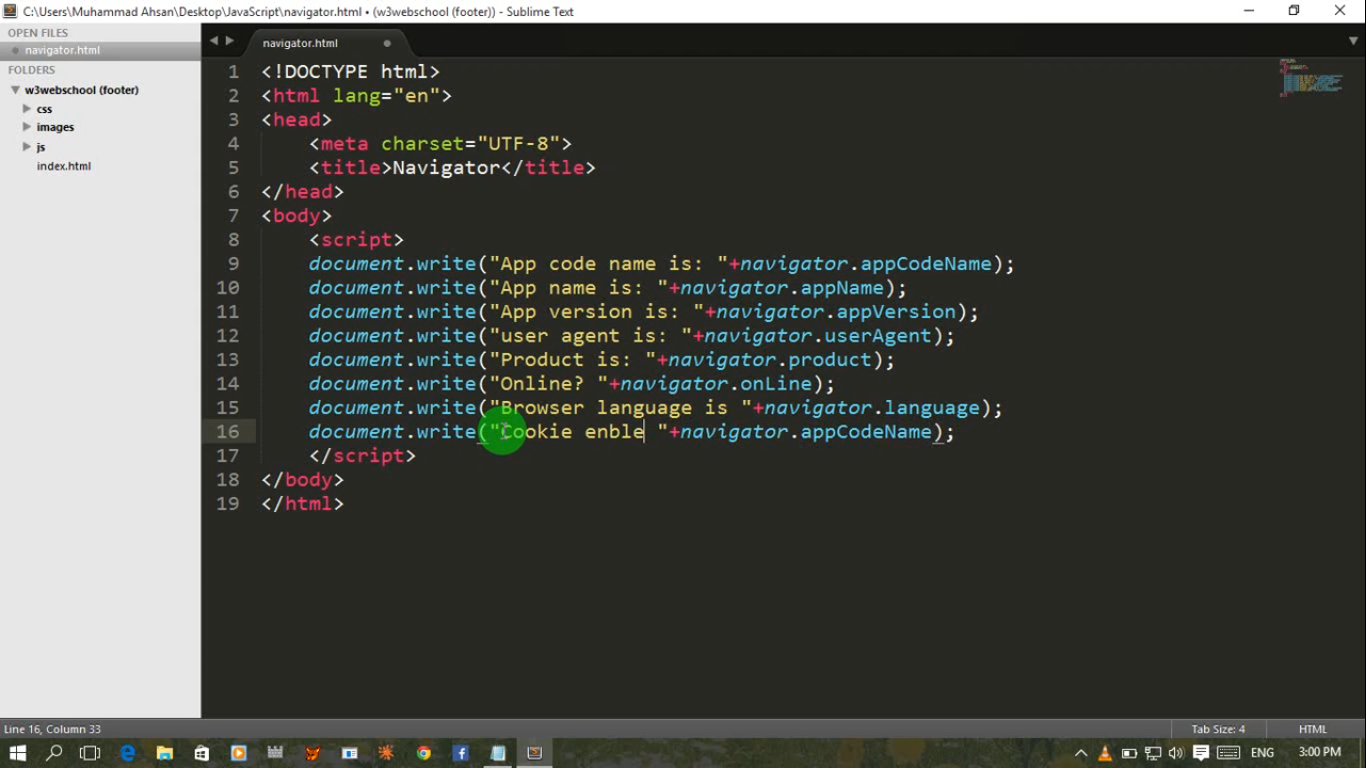 C:\Users\Muhammad Ahsan\Desktop\JavaScript\navigator.html • (w3webschool (footer)) - Sublime Text
OPEN FILES
navigator.html
FOLDERS
w3webschool (footer)
css
images
js
index.html
navigator.html
1 <!DOCTYPE html>
2 <html lang="en">
3 <head>
4 <meta charset="UTF-8">
5 <title>Navigator</title>
6 </head>
7 <body>
8 <script>
9 document.write("App code name is: "+navigator.appCodeName);
10 document.write("App name is: "+navigator.appName);
11 document.write("App version is: "+navigator.appVersion);
12 document.write("user agent is: "+navigator.userAgent);
13 document.write("Product is: "+navigator.product);
14 document.write("Online? "+navigator.onLine);
15 document.write("Browser language is "+navigator.language);
16 document.write("Cookie enble "+navigator.appCodeName);
17 </script>
18 </body>
19 </html>
Line 16, Column 33
Tab Size: 4
HTML
ENG
3:00 PM